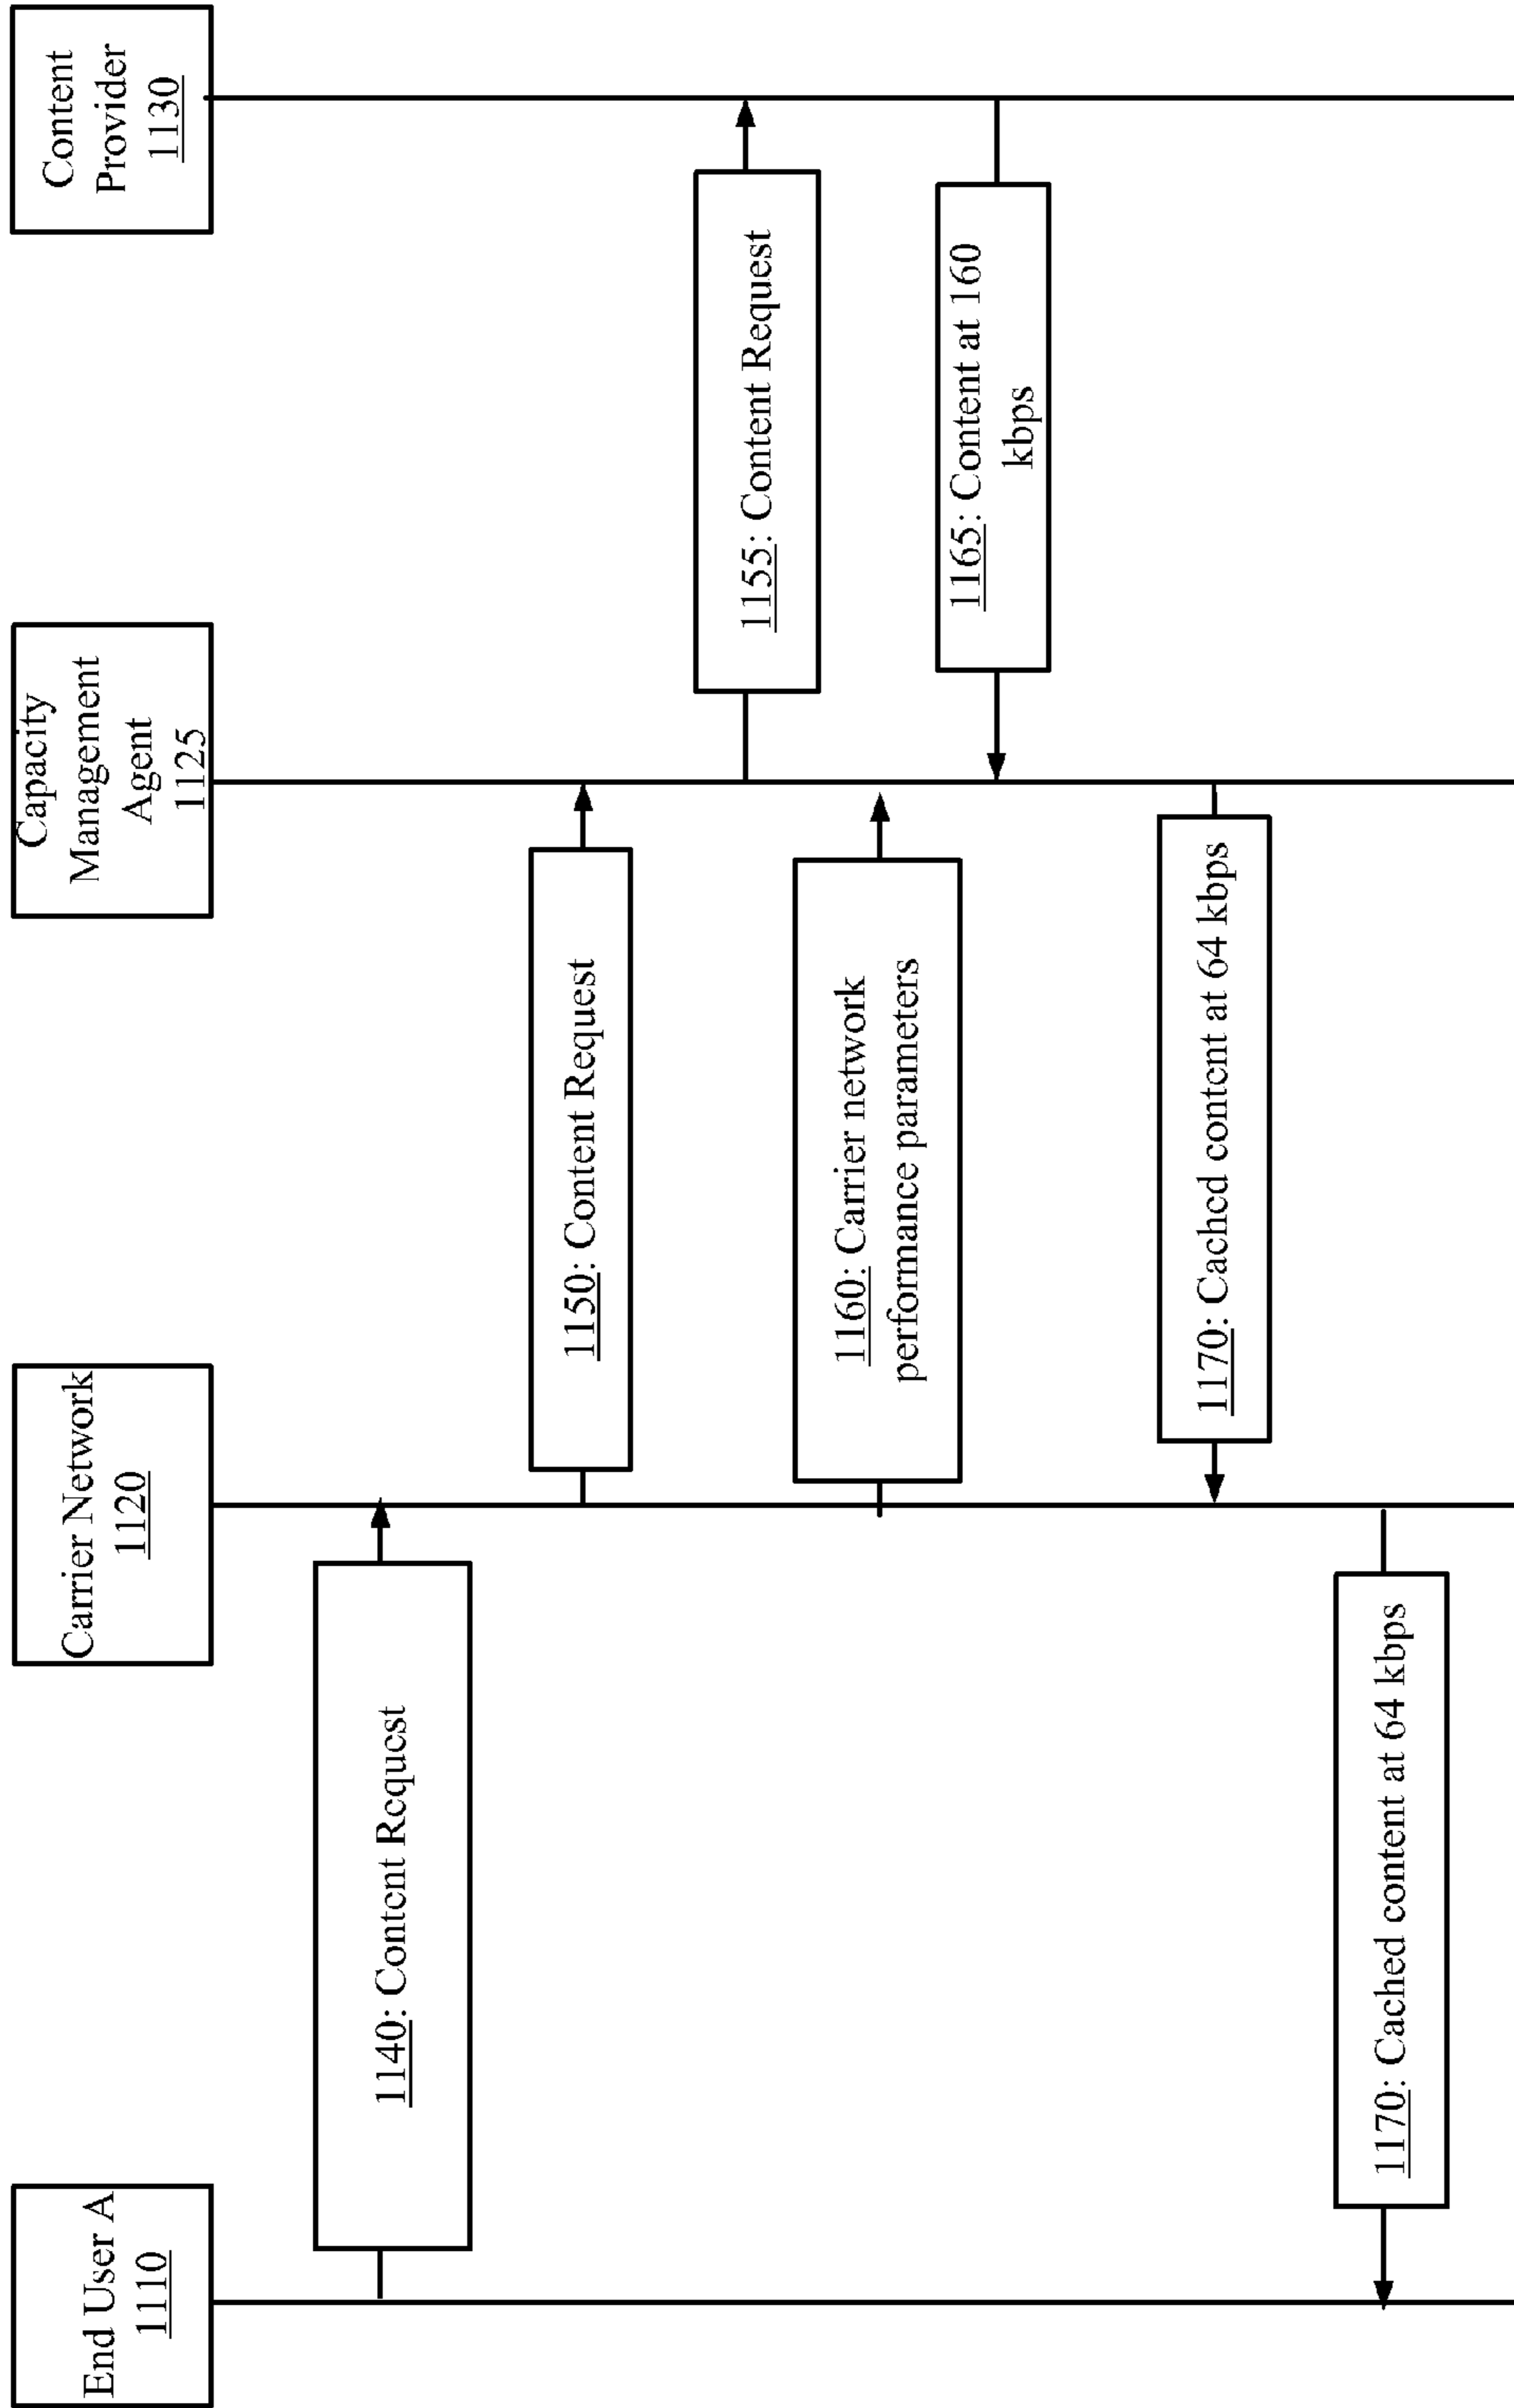 End User A
1110
Carrier Network
1120
Capacity
Management
Agent
1125
Content
Provider
1130
1140: Content Request
1150: Content Request
1155: Content Request
1160: Carrier network
performance parameters
1165: Content at 160
kbps
1170: Cached content at 64 kbps
1170: Cached content at 64 kbps